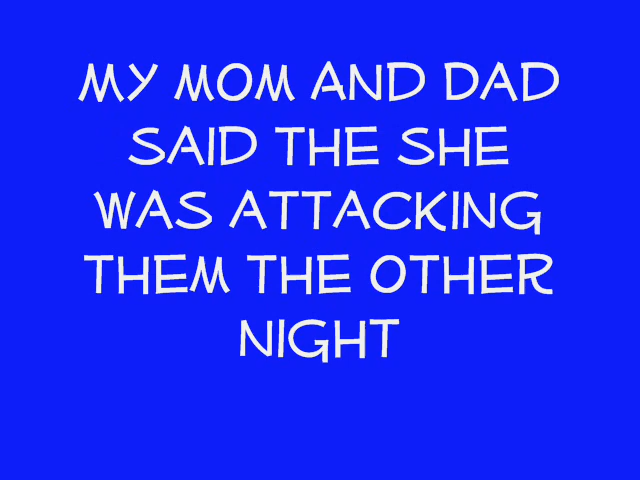 MY MOM AND DAD
SAID THE SHE
WAS ATTACKING
THEM THE OTHER
NIGHT